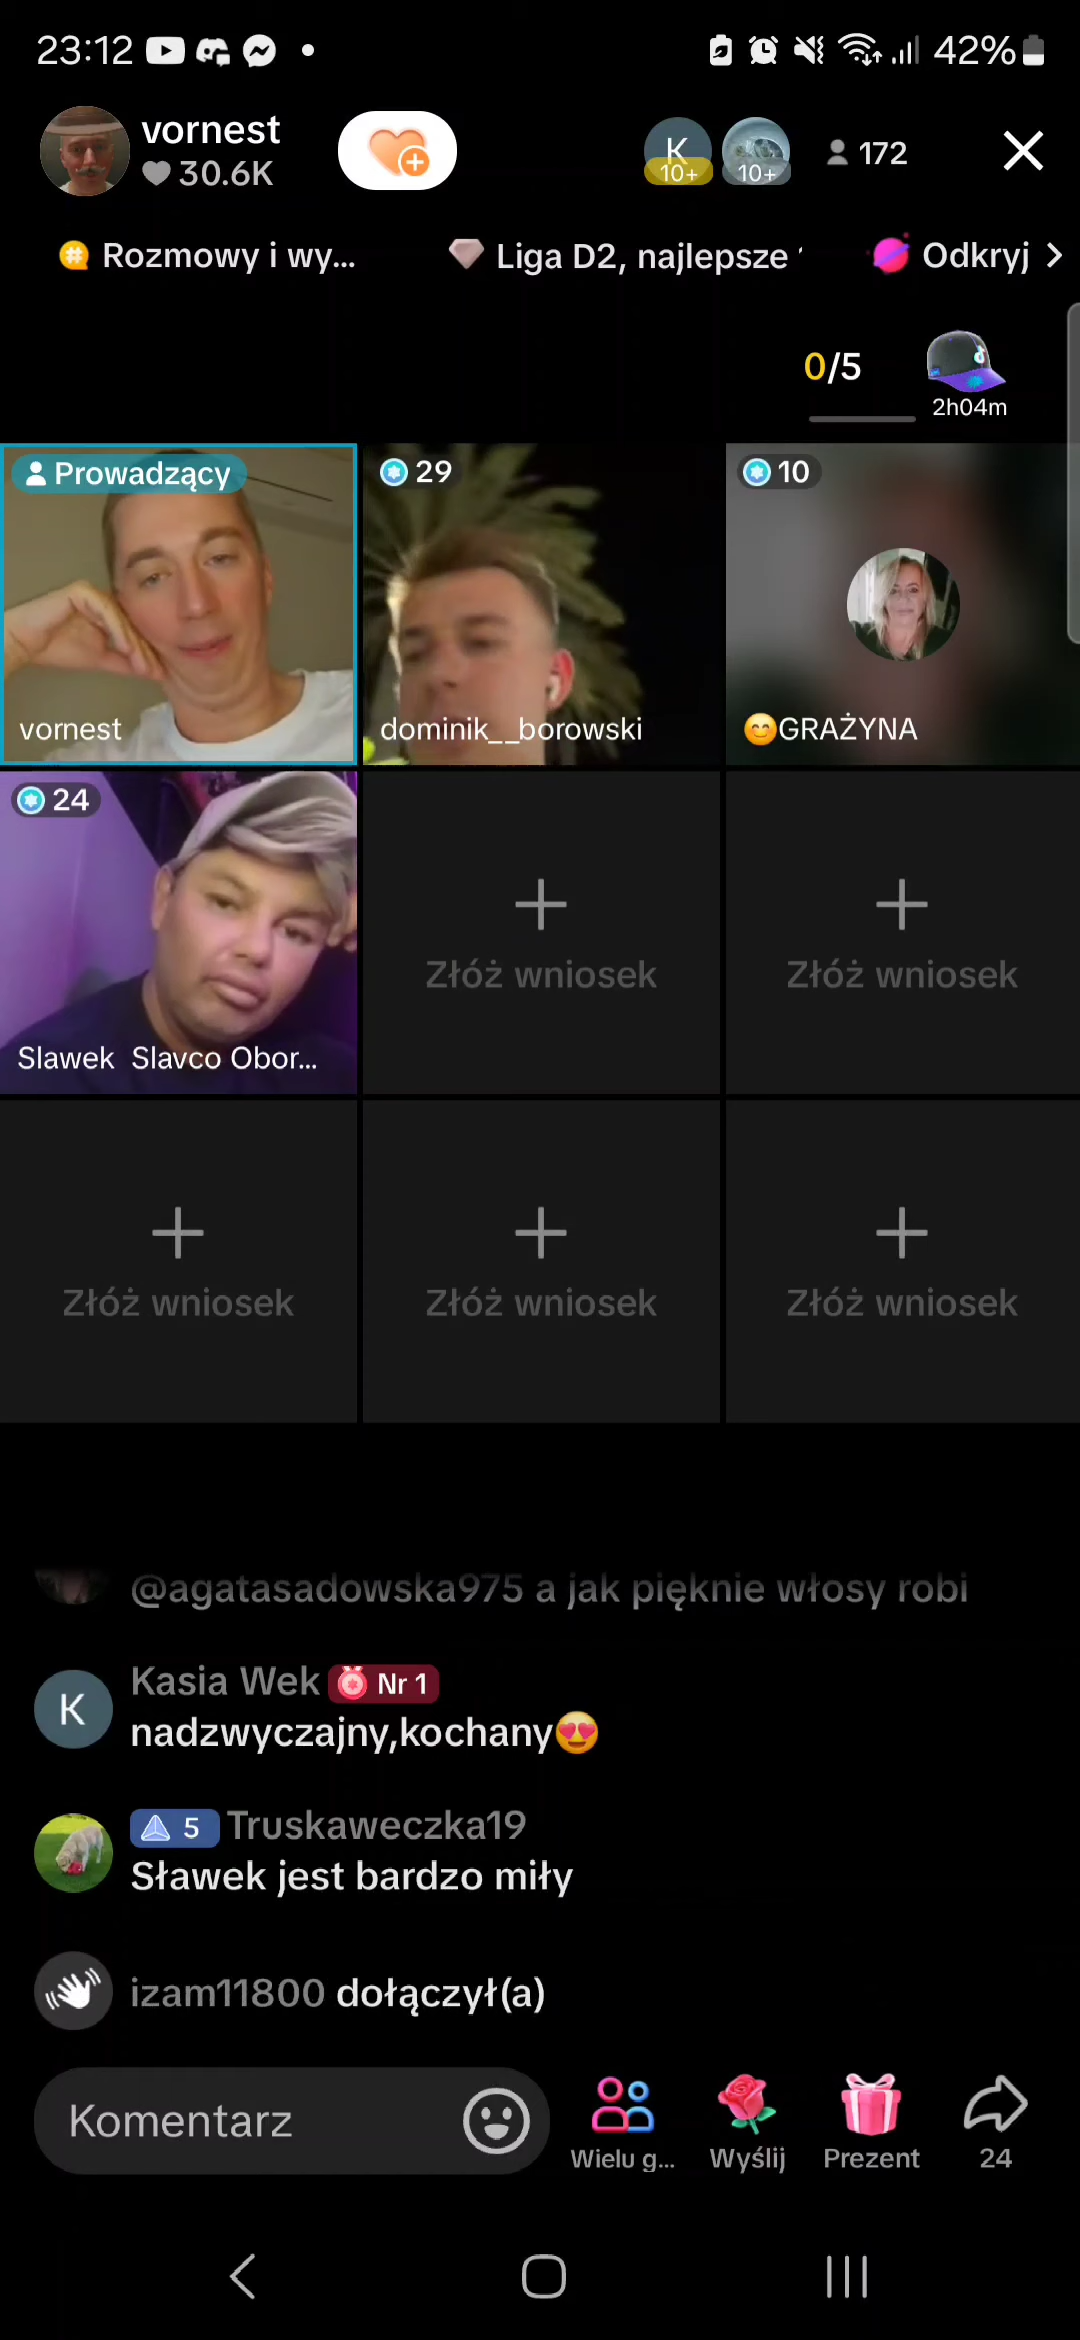 23:12
42%
vornest
30.6K
K
10+
10+
172
Rozmowy i wy...
Liga D2, najlepsze
Odkryj
0/5
2h04m
Prowadzący
29
10
vornest
dominik__borowski
😊GRAŻYNA
24
Złóż wniosek
Złóż wniosek
Slawek Slavco Obor...
Złóż wniosek
Złóż wniosek
Złóż wniosek
@agatasadowska975 a jak pięknie włosy robi
Kasia Wek Nr 1
K
nadzwyczajny,kochany😍
5 Truskaweczka19
Sławek jest bardzo miły
izam11800 dołączył(a)
Komentarz
Wielu g...
Wyślij
Prezent
24